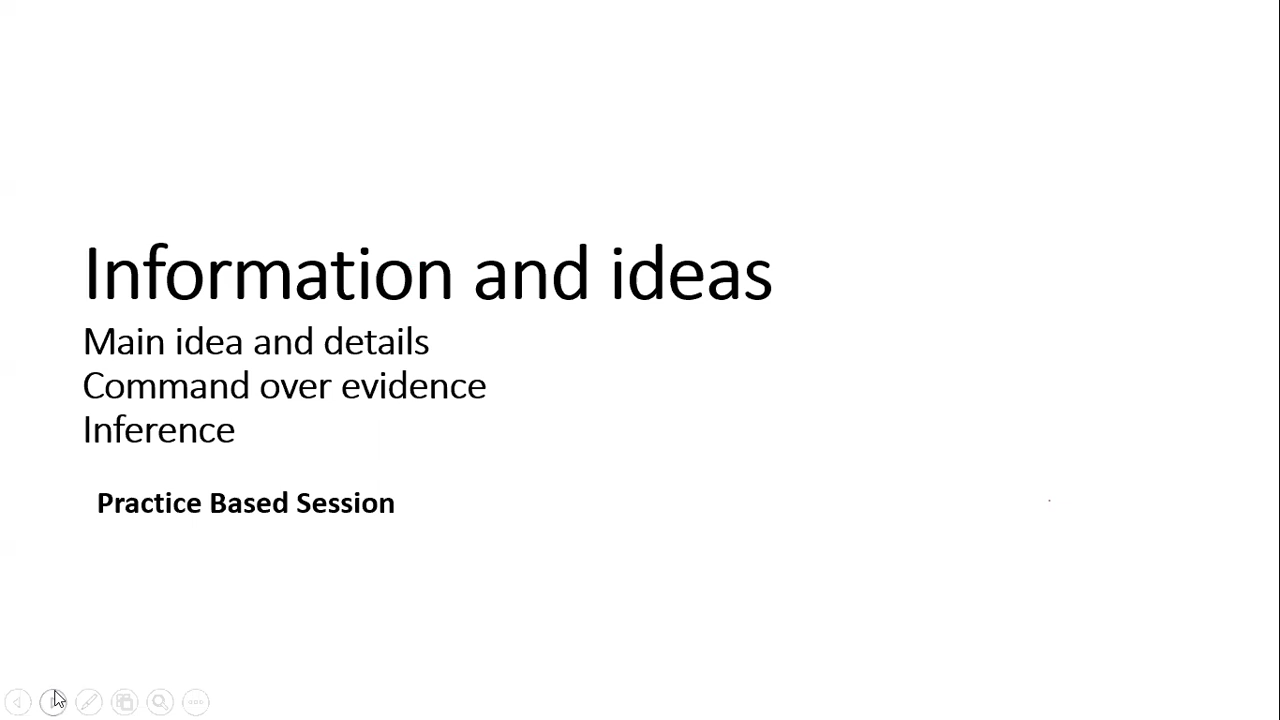 Information and ideas
Main idea and details
Command over evidence
Inference
Practice Based Session